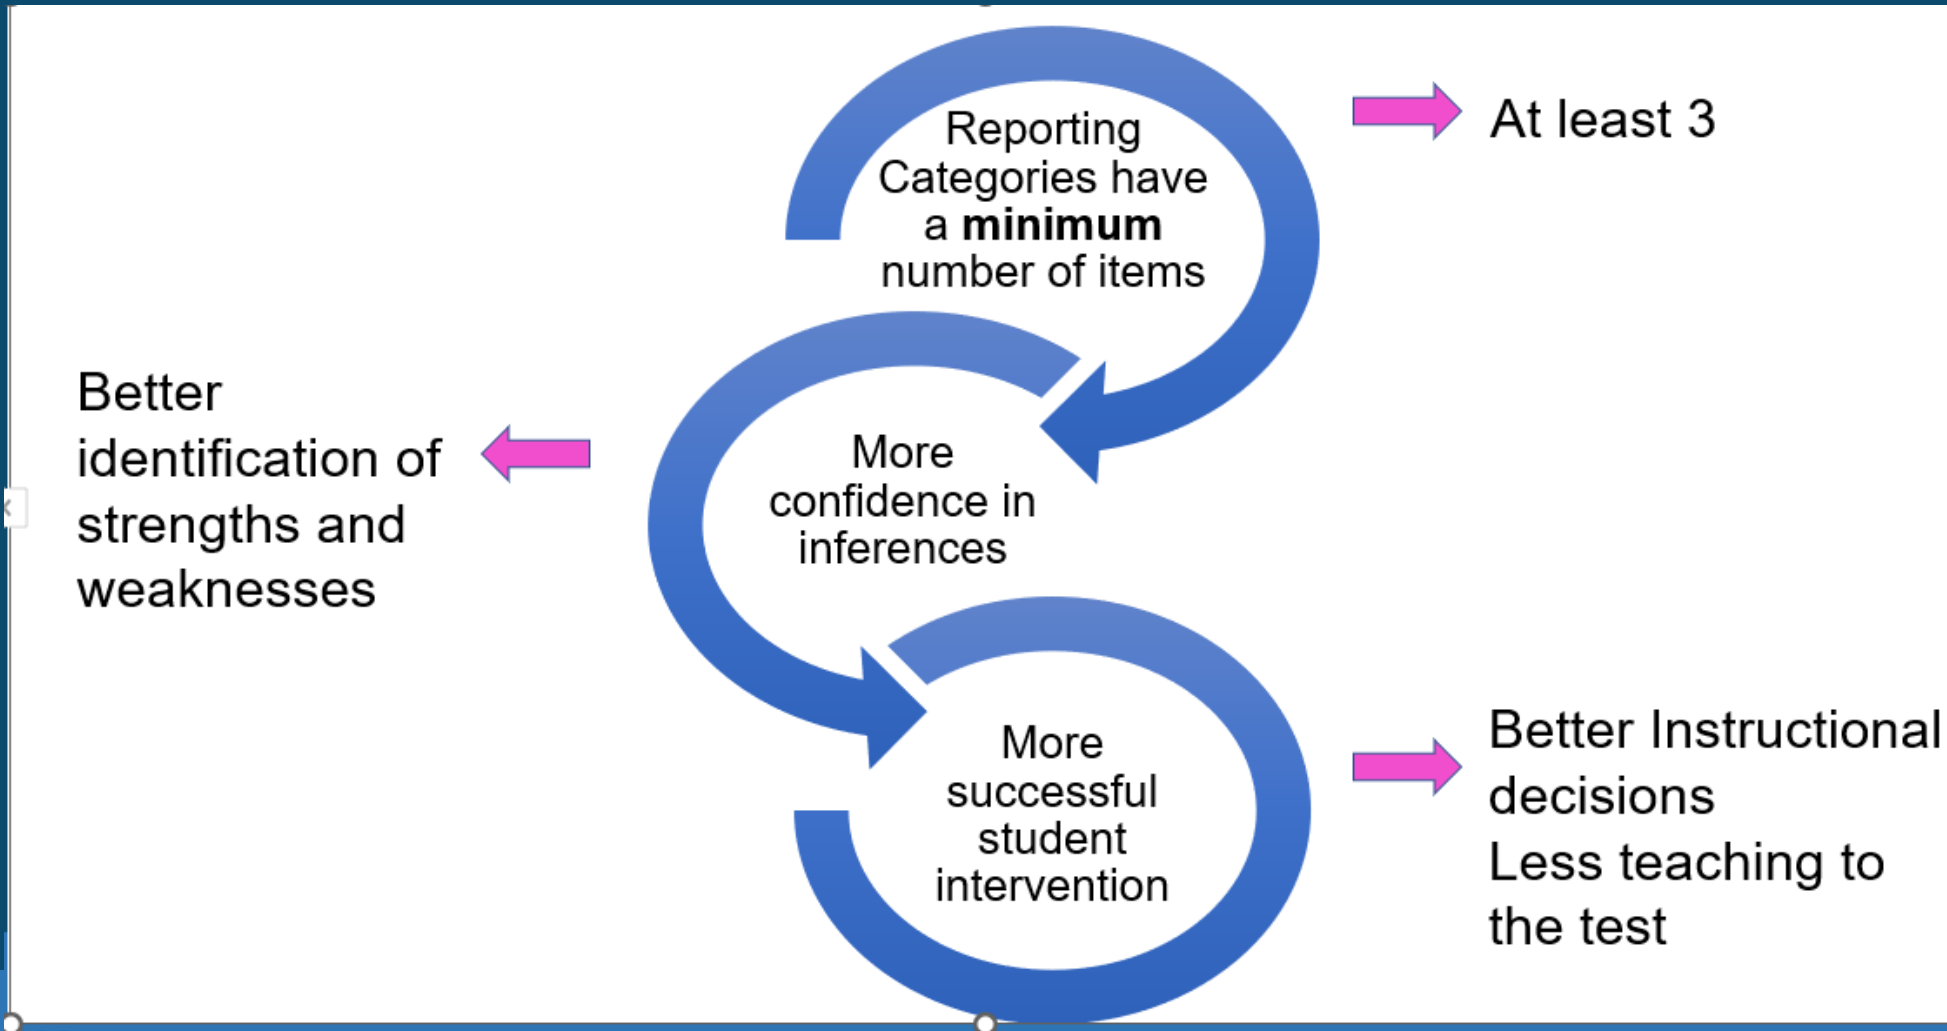 Reporting
Categories have
a minimum
number of items
At least 3
More
confidence in
inferences
Better
identification of
strengths and
weaknesses
More
successful
student
intervention
Better Instructional
decisions
Less teaching to
the test